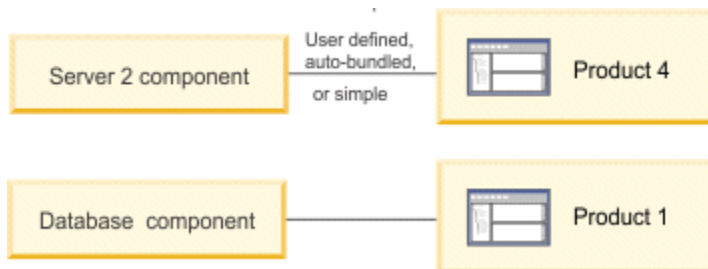 Server 2 component
User defined,
auto-bundled,
or simple
Product 4
Database component
Product 1